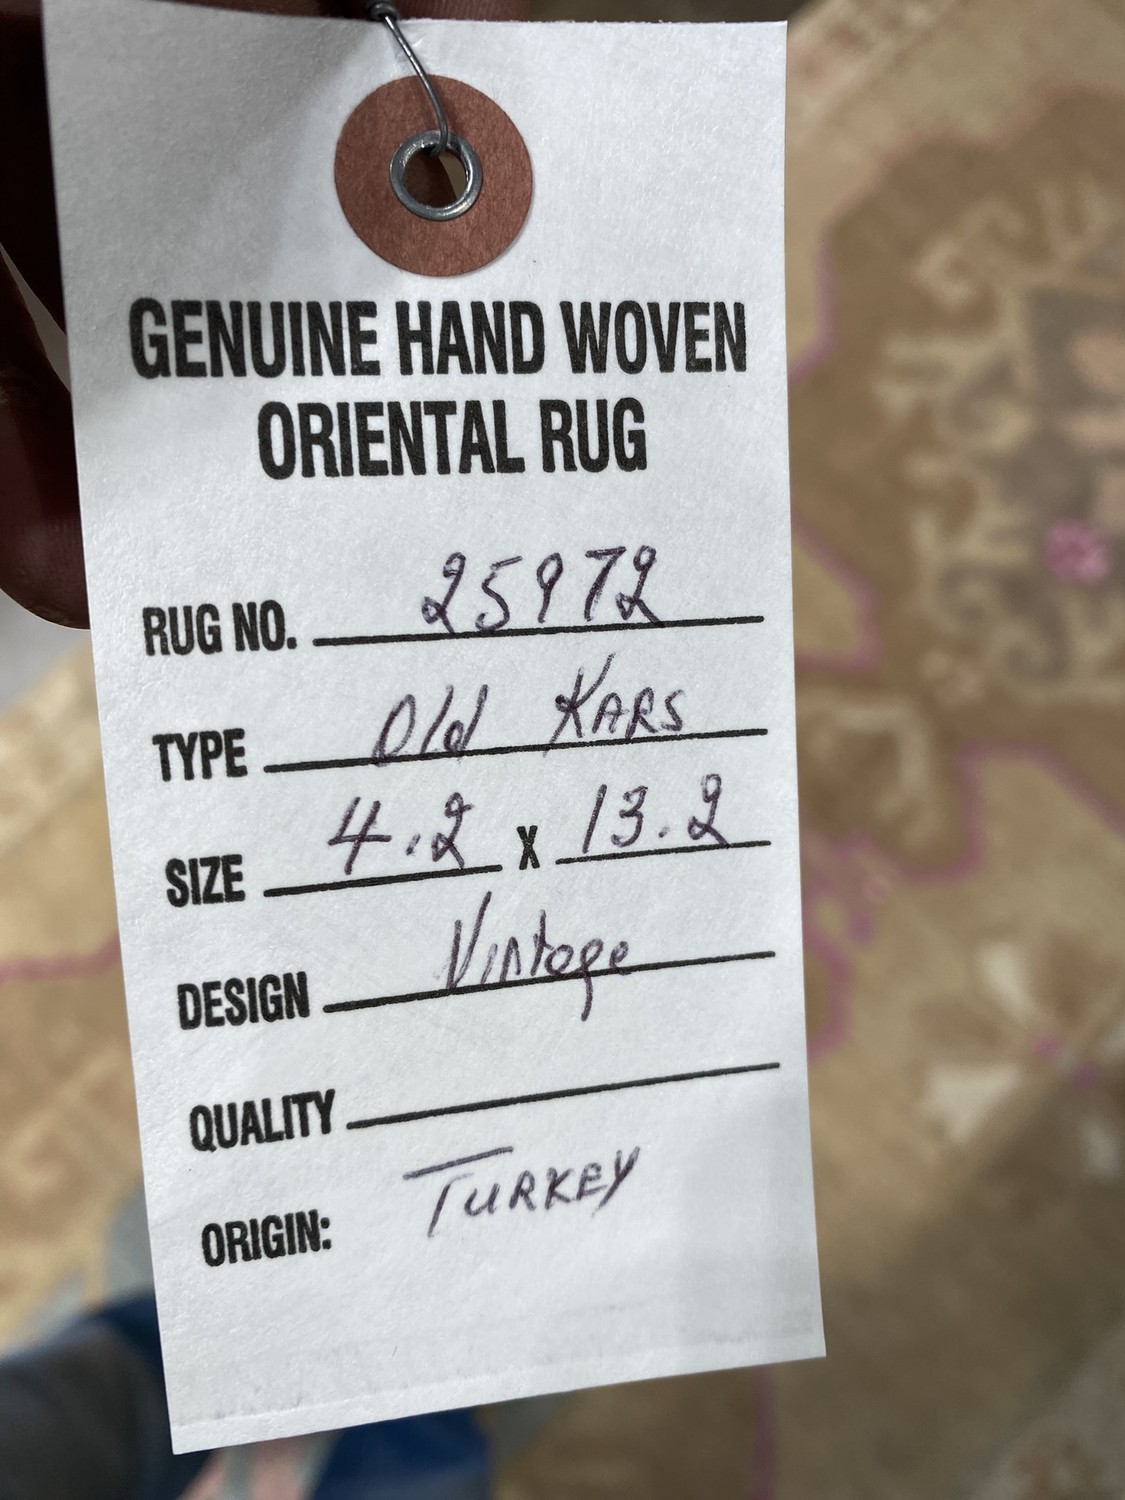 GENUINE HAND WOVEN
ORIENTAL RUG
RUG NO. 25972
TYPE Old KARS
SIZE 4.2 X 13.2
DESIGN Vintage
QUALITY
ORIGIN: TURKEY